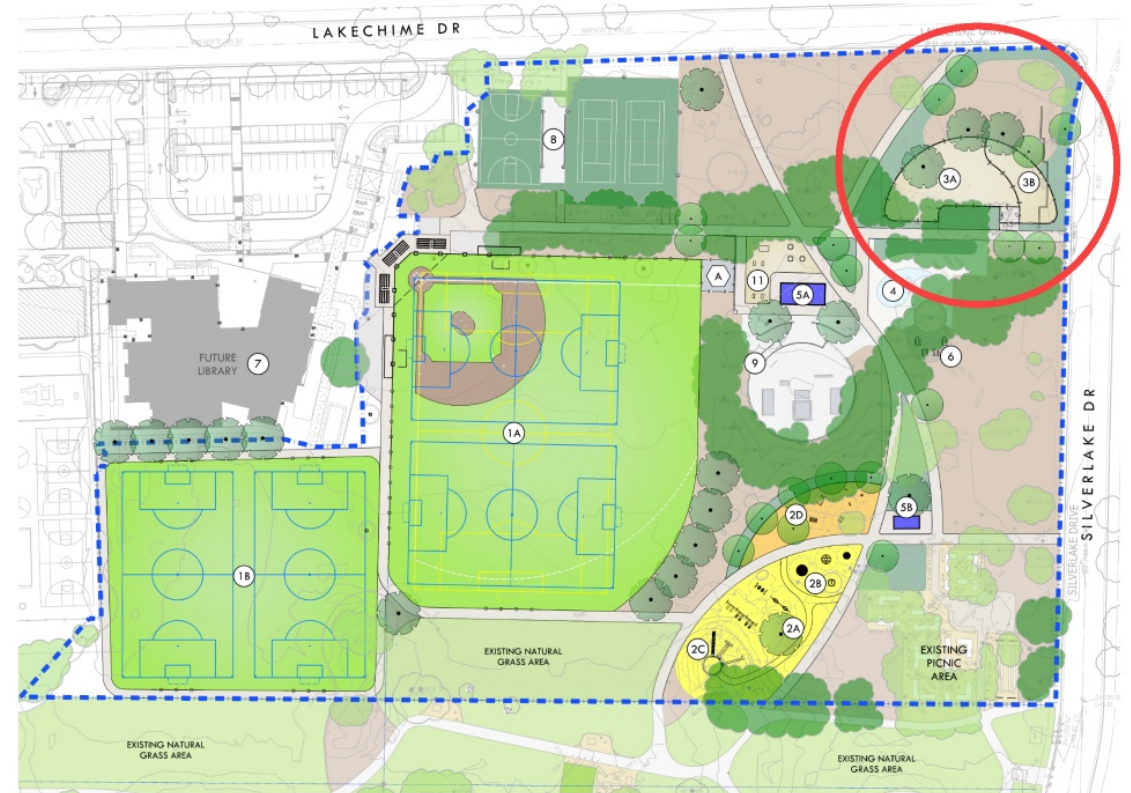 LAKECHIME DR
8
3A
3B
A
11
5A
4
9
6
FUTURE
LIBRARY
7
1A
SILVERLAKE DR
SILVERLAKE DRIVE
2D
5B
1B
2B
2A
2C
EXISTING NATURAL
GRASS AREA
EXISTING
PICNIC
AREA
EXISTING NATURAL
GRASS AREA
EXISTING NATURAL
GRASS AREA